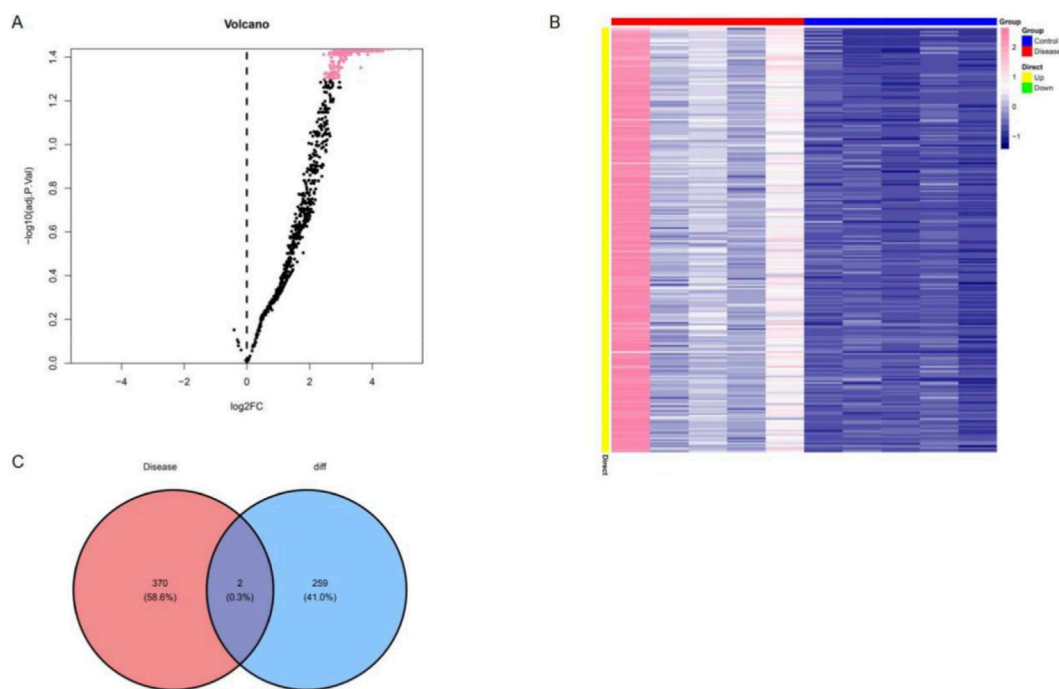 A
Volcano
1.4
1.2
1.0
0.8
0.6
0.4
0.2
0.0
−log10(adj.P.Val)
−4
−2
0
2
4
log2FC
B
Group
2
1
0
−1
Group
Control
Disease
Direct
Up
Down
Direct
C
Disease
diff
370
(58.6%)
2
(0.3%)
259
(41.0%)